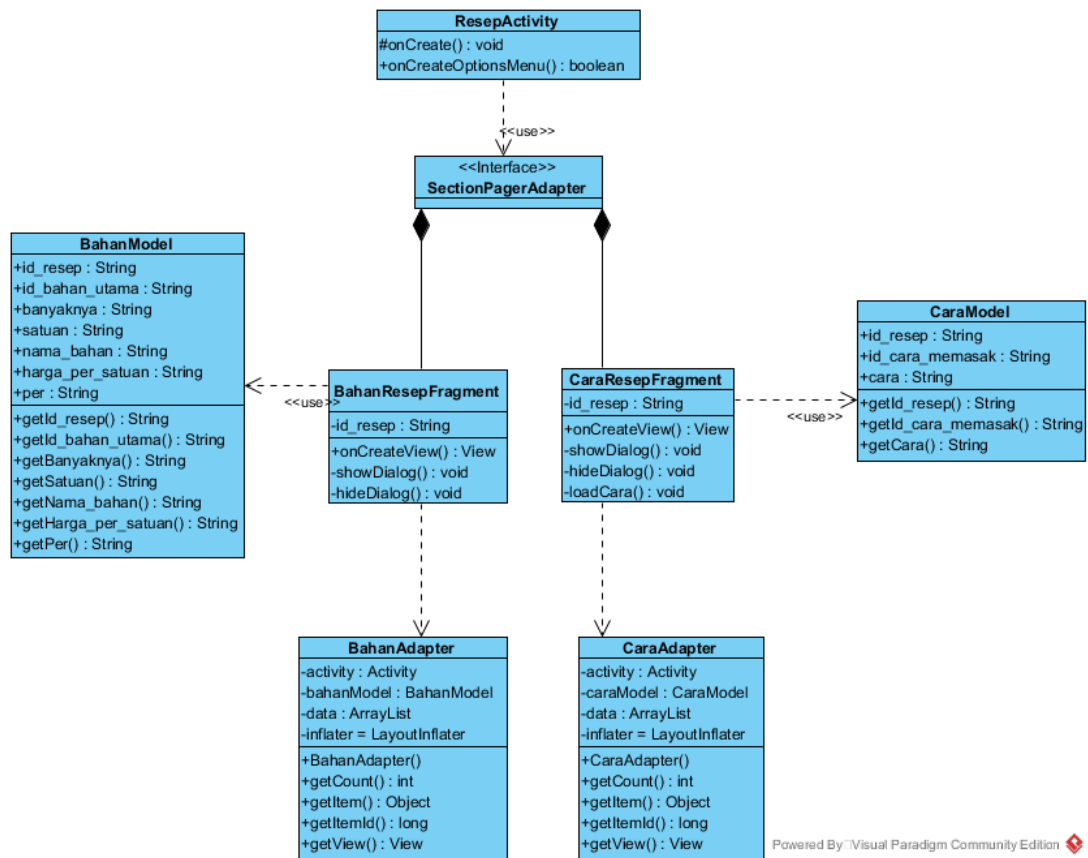 ResepActivity
#onCreate() : void
+onCreateOptionsMenu() : boolean
<<use>>
<<Interface>>
SectionPagerAdapter
BahanModel
+id_resep : String
+id_bahan_utama : String
+banyaknya : String
+satuan : String
+nama_bahan : String
+harga_per_satuan : String
+per : String
+getId_resep() : String
+getId_bahan_utama() : String
+getBanyaknya() : String
+getSatuan() : String
+getNama_bahan() : String
+getHarga_per_satuan() : String
+getPer() : String
<<use>>
BahanResepFragment
-id_resep : String
+onCreateView() : View
-showDialog() : void
-hideDialog() : void
CaraResepFragment
-id_resep : String
+onCreateView() : View
-showDialog() : void
-hideDialog() : void
-loadCara() : void
<<use>>
CaraModel
+id_resep : String
+id_cara_memasak : String
+cara : String
+getId_resep() : String
+getId_cara_memasak() : String
+getCara() : String
BahanAdapter
-activity : Activity
-bahanModel : BahanModel
-data : ArrayList
-inflater = LayoutInflater
+BahanAdapter()
+getCount() : int
+getItem() : Object
+getItemId() : long
+getView() : View
CaraAdapter
-activity : Activity
-caraModel : CaraModel
-data : ArrayList
-inflater = LayoutInflater
+CaraAdapter()
+getCount() : int
+getItem() : Object
+getItemId() : long
+getView() : View
Powered By Visual Paradigm Community Edition